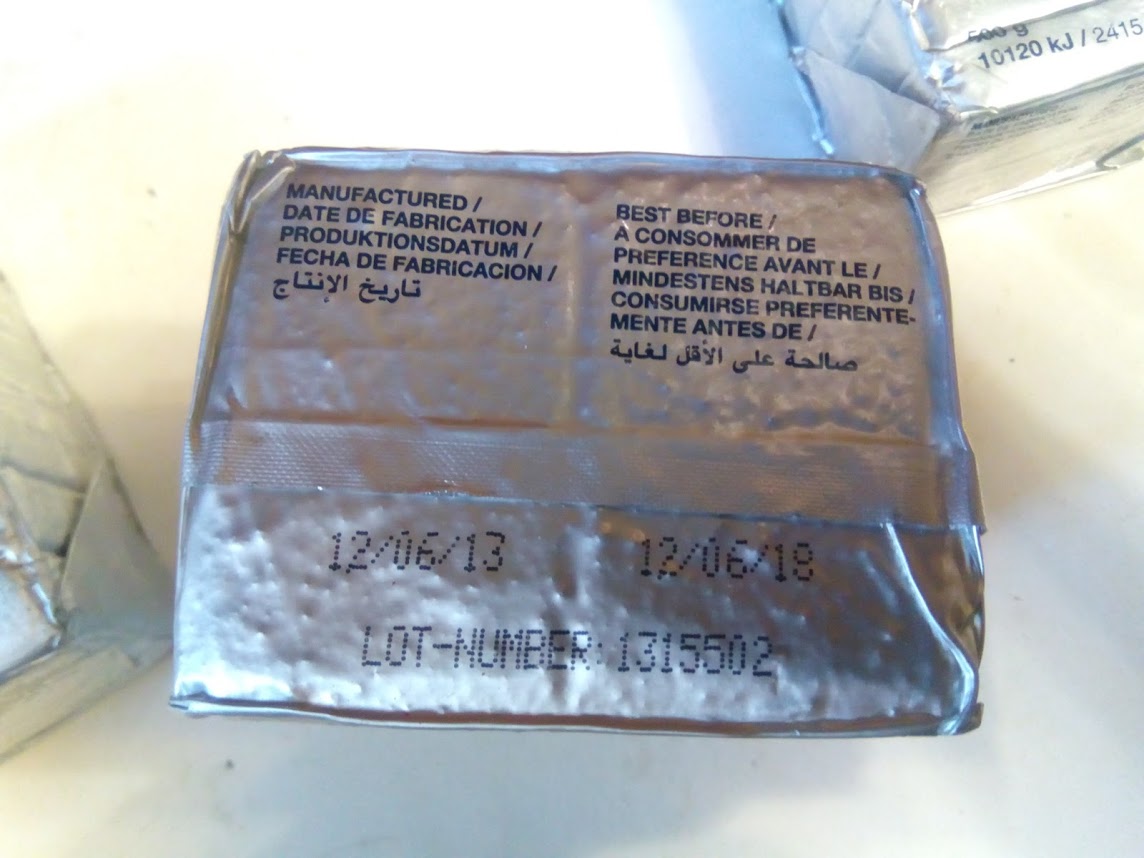 500 g
10120 kJ / 2415
MANUFACTURED /
DATE DE FABRICATION /
PRODUKTIONSDATUM /
FECHA DE FABRICACION /
تاريخ الإنتاج
BEST BEFORE /
A CONSOMMER DE
PREFERENCE AVANT LE /
MINDESTENS HALTBAR BIS /
CONSUMIRSE PREFERENTE-
MENTE ANTES DE /
صالحة على الأقل لغاية
12/06/13
12/06/18
LOT-NUMBER: 1315502